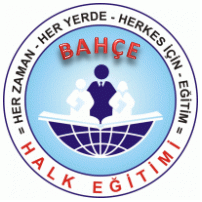 = HER ZAMAN - HER YERDE - HERKES İÇİN - EĞİTİM =
BAHÇE
HALK EĞİTİMİ